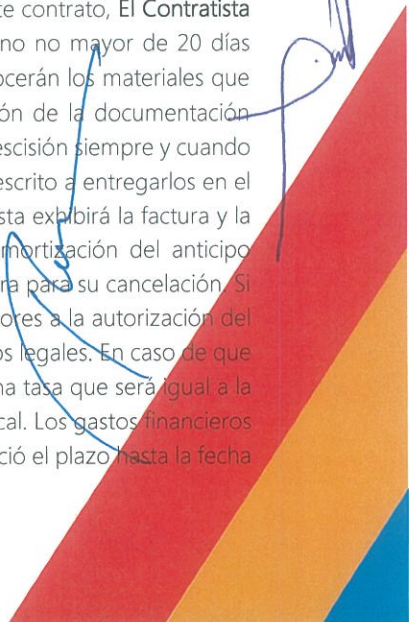 te contrato, El Contratista
no no mayor de 20 días
ocerán los materiales que
ón de la documentación
escisión siempre y cuando
escrito a entregarlos en el
sta exhibirá la factura y la
mortización del anticipo
ra para su cancelación. Si
ores a la autorización del
os legales. En caso de que
na tasa que será igual a la
cal. Los gastos financieros
ció el plazo hasta la fecha